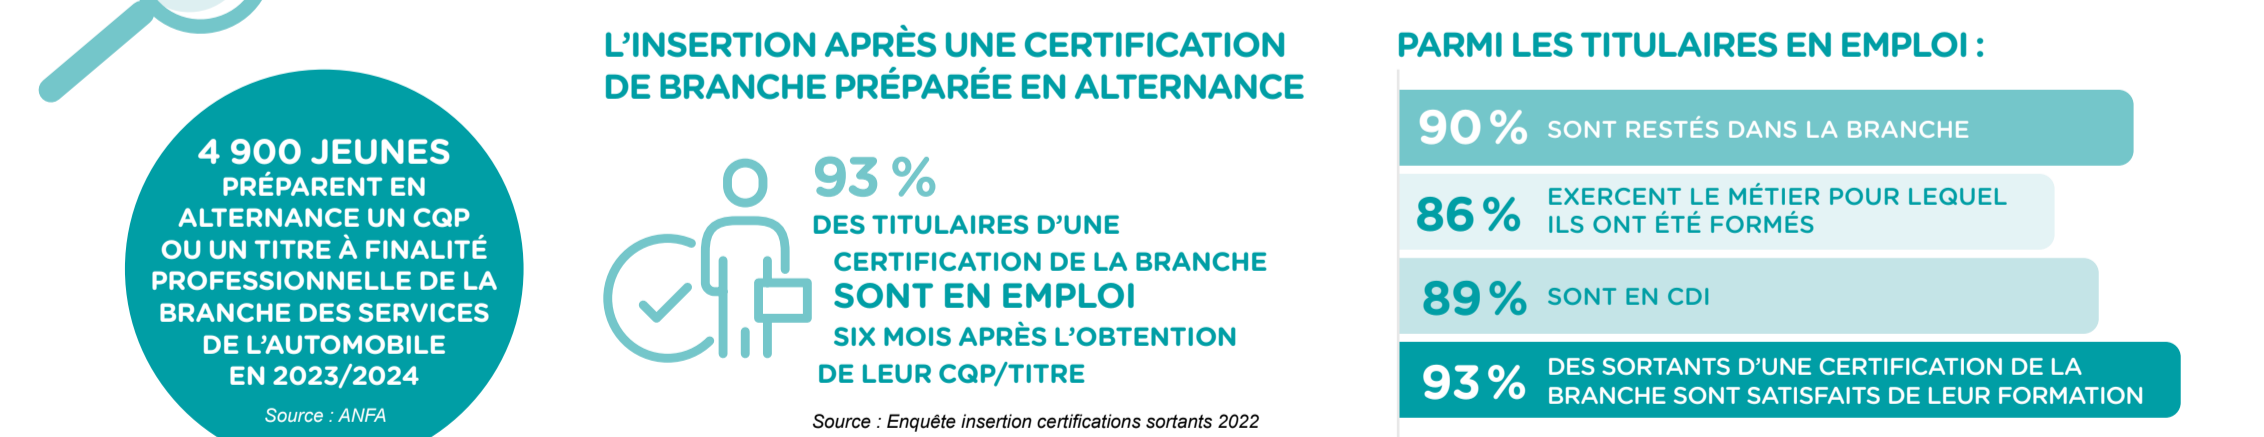 4 900 JEUNES
PRÉPARENT EN
ALTERNANCE UN CQP
OU UN TITRE À FINALITÉ
PROFESSIONNELLE DE LA
BRANCHE DES SERVICES
DE L'AUTOMOBILE
EN 2023/2024
Source : ANFA
L'INSERTION APRÈS UNE CERTIFICATION
DE BRANCHE PRÉPARÉE EN ALTERNANCE
93 %
DES TITULAIRES D'UNE
CERTIFICATION DE LA BRANCHE
SONT EN EMPLOI
SIX MOIS APRÈS L'OBTENTION
DE LEUR CQP/TITRE
Source : Enquête insertion certifications sortants 2022
PARMI LES TITULAIRES EN EMPLOI :
90 % SONT RESTÉS DANS LA BRANCHE
86 % EXERCENT LE MÉTIER POUR LEQUEL
ILS ONT ÉTÉ FORMÉS
89 % SONT EN CDI
93 % DES SORTANTS D'UNE CERTIFICATION DE LA
BRANCHE SONT SATISFAITS DE LEUR FORMATION